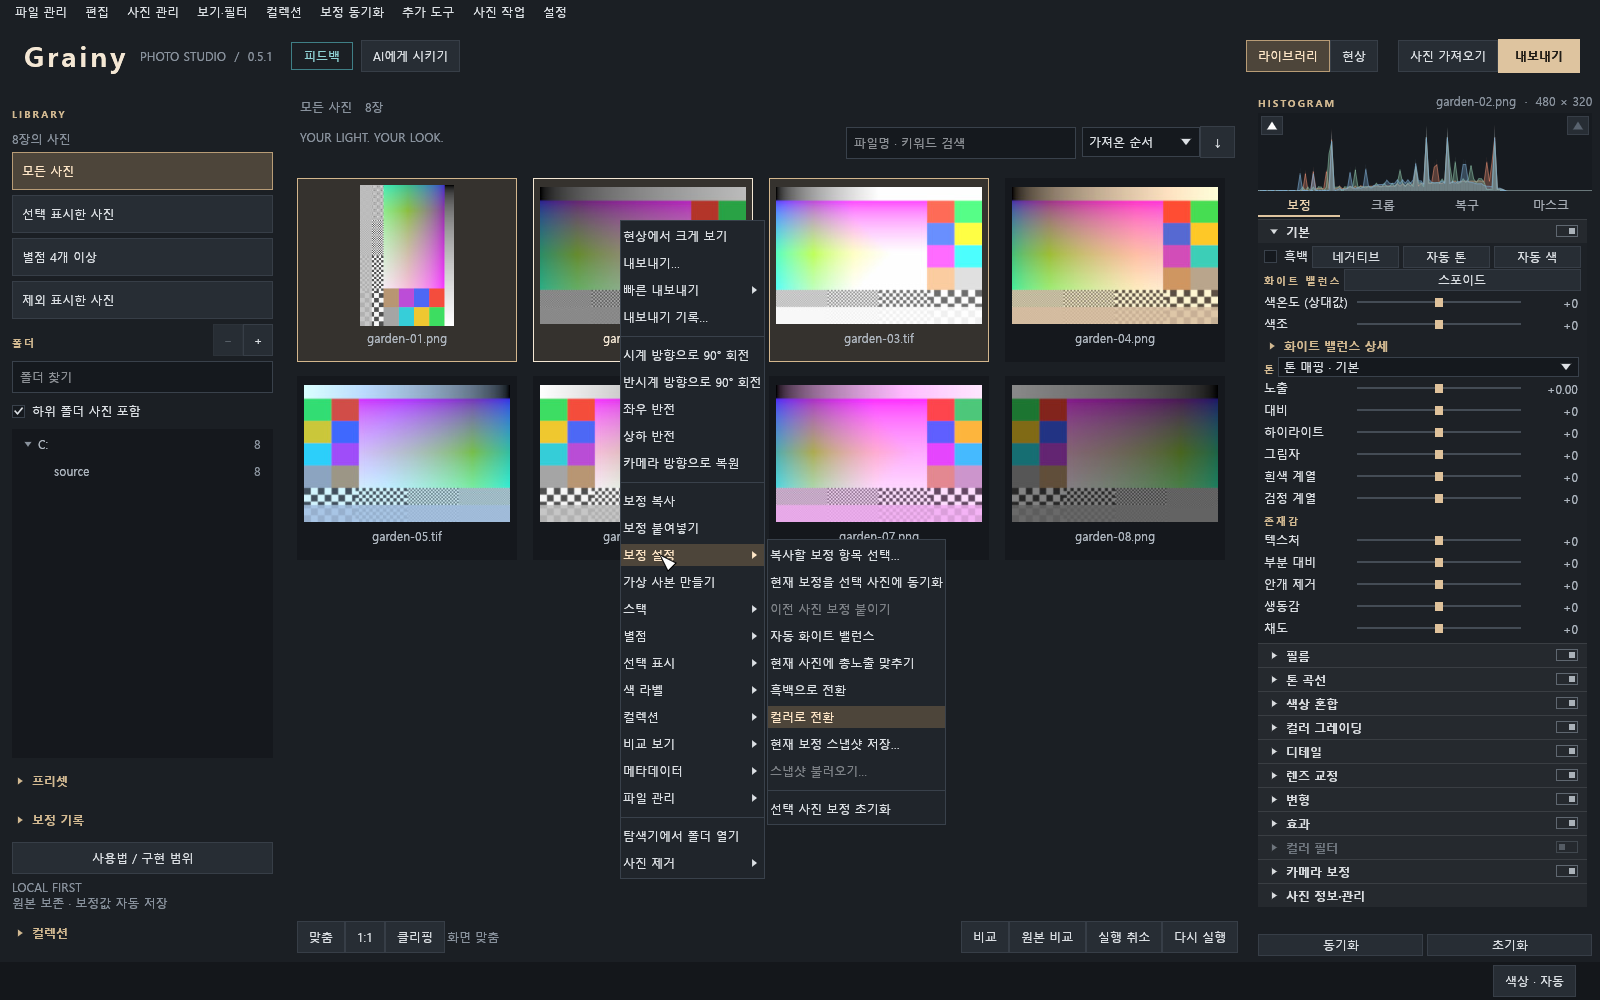 파일 관리 편집 사진 관리 보기·필터 컬렉션 보정 동기화 추가 도구 사진 작업 설정
Grainy PHOTO STUDIO / 0.5.1 피드백 AI에게 시키기 라이브러리 현상 사진 가져오기 내보내기
LIBRARY
8장의 사진
모든 사진
선택 표시한 사진
별점 4개 이상
제외 표시한 사진
폴더 − +
폴더 찾기
하위 폴더 사진 포함
C: 8
source 8
프리셋
보정 기록
사용법 / 구현 범위
LOCAL FIRST
원본 보존 · 보정값 자동 저장
컬렉션
모든 사진 8장
YOUR LIGHT. YOUR LOOK.
파일명 · 키워드 검색 가져온 순서 ↓
garden-01.png
gar
garden-03.tif
garden-04.png
garden-05.tif
gar
garden-07.png
garden-08.png
현상에서 크게 보기
내보내기...
빠른 내보내기
내보내기 기록...
시계 방향으로 90° 회전
반시계 방향으로 90° 회전
좌우 반전
상하 반전
카메라 방향으로 복원
보정 복사
보정 붙여넣기
보정 설정
가상 사본 만들기
스택
별점
선택 표시
색 라벨
컬렉션
비교 보기
메타데이터
파일 관리
탐색기에서 폴더 열기
사진 제거
복사할 보정 항목 선택...
현재 보정을 선택 사진에 동기화
이전 사진 보정 붙이기
자동 화이트 밸런스
현재 사진에 총노출 맞추기
흑백으로 전환
컬러로 전환
현재 보정 스냅샷 저장...
스냅샷 불러오기...
선택 사진 보정 초기화
맞춤 1:1 클리핑 화면 맞춤
비교 원본 비교 실행 취소 다시 실행
HISTOGRAM garden-02.png · 480 × 320
보정 크롭 복구 마스크
기본
흑백 네거티브 자동 톤 자동 색
화이트 밸런스 스포이드
색온도 (상대값) +0
색조 +0
화이트 밸런스 상세
톤 톤 매핑 · 기본
노출 +0.00
대비 +0
하이라이트 +0
그림자 +0
흰색 계열 +0
검정 계열 +0
존재감
텍스처 +0
부분 대비 +0
안개 제거 +0
생동감 +0
채도 +0
필름
톤 곡선
색상 혼합
컬러 그레이딩
디테일
렌즈 교정
변형
효과
컬러 필터
카메라 보정
사진 정보·관리
동기화 초기화
색상 · 자동